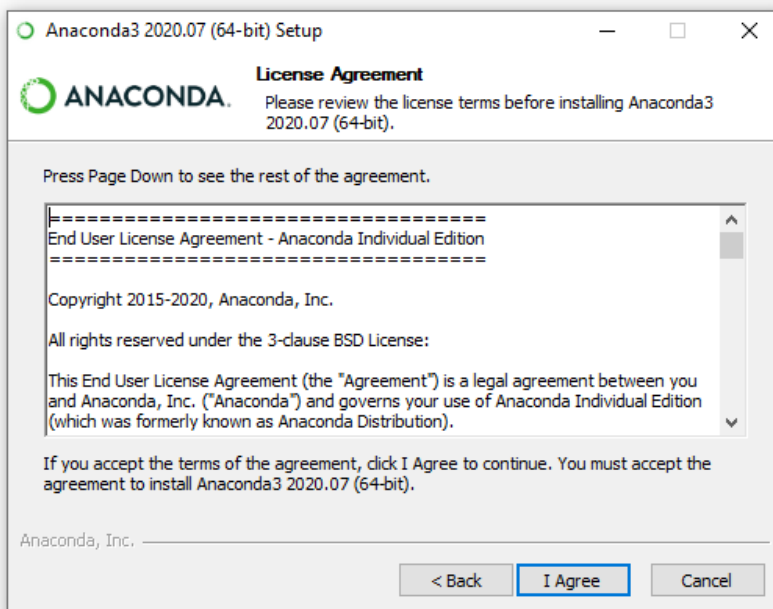 Anaconda3 2020.07 (64-bit) Setup
ANACONDA.
License Agreement
Please review the license terms before installing Anaconda3
2020.07 (64-bit).
Press Page Down to see the rest of the agreement.
===================================
End User License Agreement - Anaconda Individual Edition
===================================
Copyright 2015-2020, Anaconda, Inc.
All rights reserved under the 3-clause BSD License:
This End User License Agreement (the "Agreement") is a legal agreement between you
and Anaconda, Inc. ("Anaconda") and governs your use of Anaconda Individual Edition
(which was formerly known as Anaconda Distribution).
If you accept the terms of the agreement, click I Agree to continue. You must accept the
agreement to install Anaconda3 2020.07 (64-bit).
Anaconda, Inc.
< Back
I Agree
Cancel